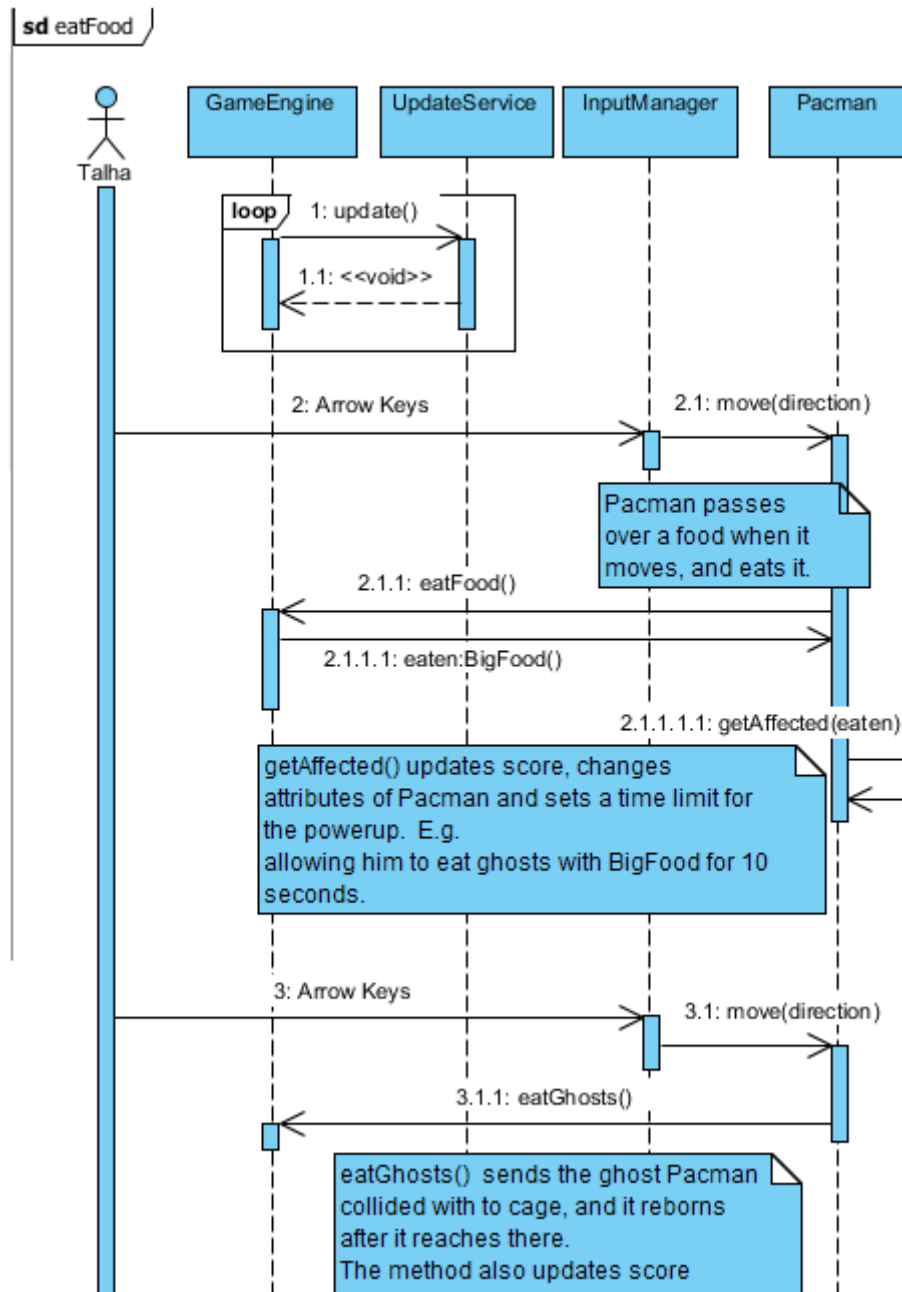 sd eatFood
GameEngine
UpdateService
InputManager
Pacman
Talha
loop
1: update()
1.1: <<void>>
2: Arrow Keys
2.1: move(direction)
Pacman passes
over a food when it
moves, and eats it.
2.1.1: eatFood()
2.1.1.1: eaten:BigFood()
2.1.1.1.1: getAffected(eaten)
getAffected() updates score, changes
attributes of Pacman and sets a time limit for
the powerup. E.g.
allowing him to eat ghosts with BigFood for 10
seconds.
3: Arrow Keys
3.1: move(direction)
3.1.1: eatGhosts()
eatGhosts() sends the ghost Pacman
collided with to cage, and it reborns
after it reaches there.
The method also updates score